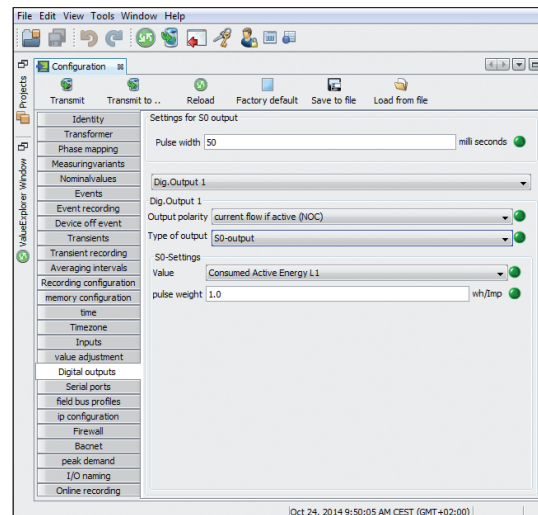 File Edit View Tools Window Help
Configuration
Transmit Transmit to .. Reload Factory default Save to file Load from file
Projects
ValueExplorer Window
Identity
Transformer
Phase mapping
Measuringvariants
Nominalvalues
Events
Event recording
Device off event
Transients
Transient recording
Averaging intervals
Recording configuration
memory configuration
time
Timezone
Inputs
value adjustment
Digital outputs
Serial ports
field bus profiles
ip configuration
Firewall
Bacnet
peak demand
I/O naming
Online recording
Settings for S0 output
Pulse width 50 milli seconds
Dig.Output 1
Dig.Output 1
Output polarity current flow if active (NOC)
Type of output S0-output
S0-Settings
Value Consumed Active Energy L1
pulse weight 1.0 wh/Imp
Oct 24, 2014 9:50:05 AM CEST (GMT+02:00)